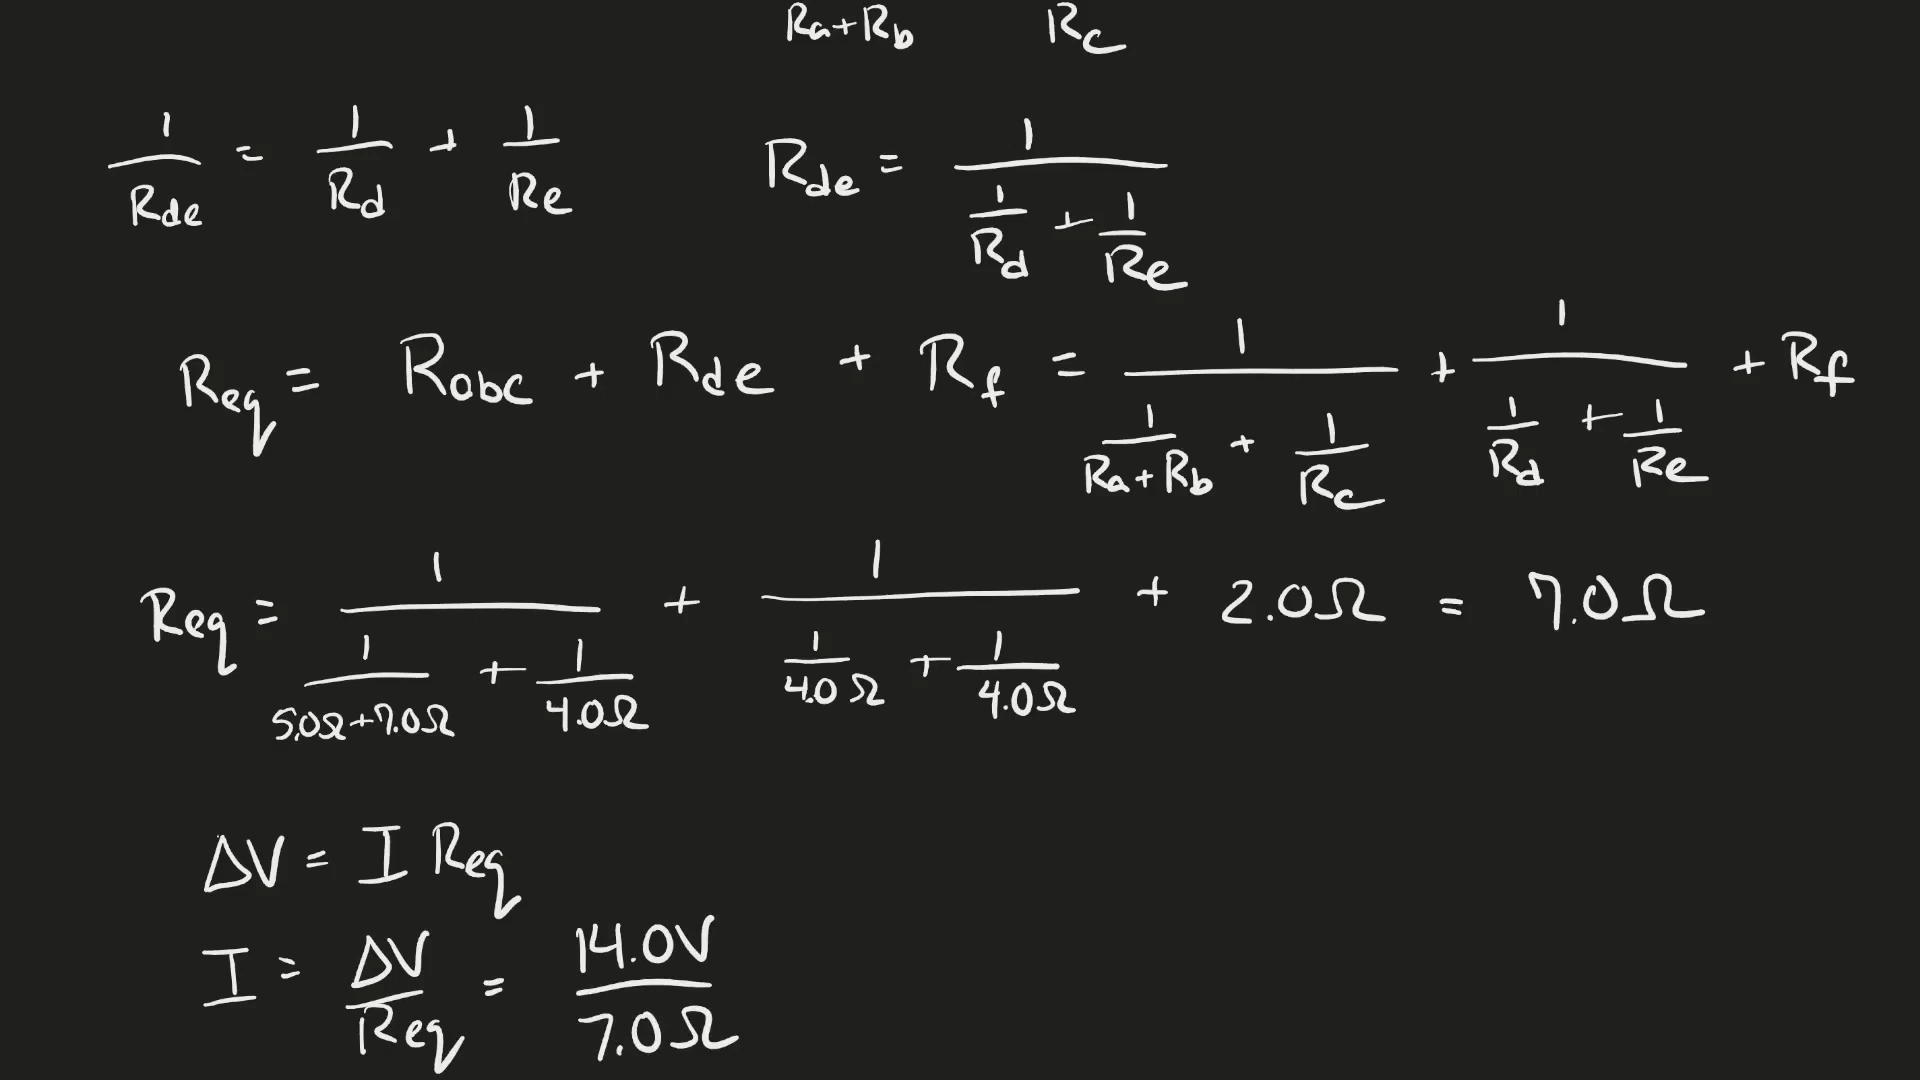 Ra+Rb Rc
1/Rde = 1/Rd + 1/Re Rde = 1/(1/Rd + 1/Re)
Req = Rabc + Rde + Rf = 1/(1/(Ra+Rb) + 1/Rc) + 1/(1/Rd + 1/Re) + Rf
Req = 1/(1/(5.0Ω+7.0Ω) + 1/4.0Ω) + 1/(1/4.0Ω + 1/4.0Ω) + 2.0Ω = 7.0Ω
ΔV = I Req
I = ΔV/Req = 14.0V/7.0Ω